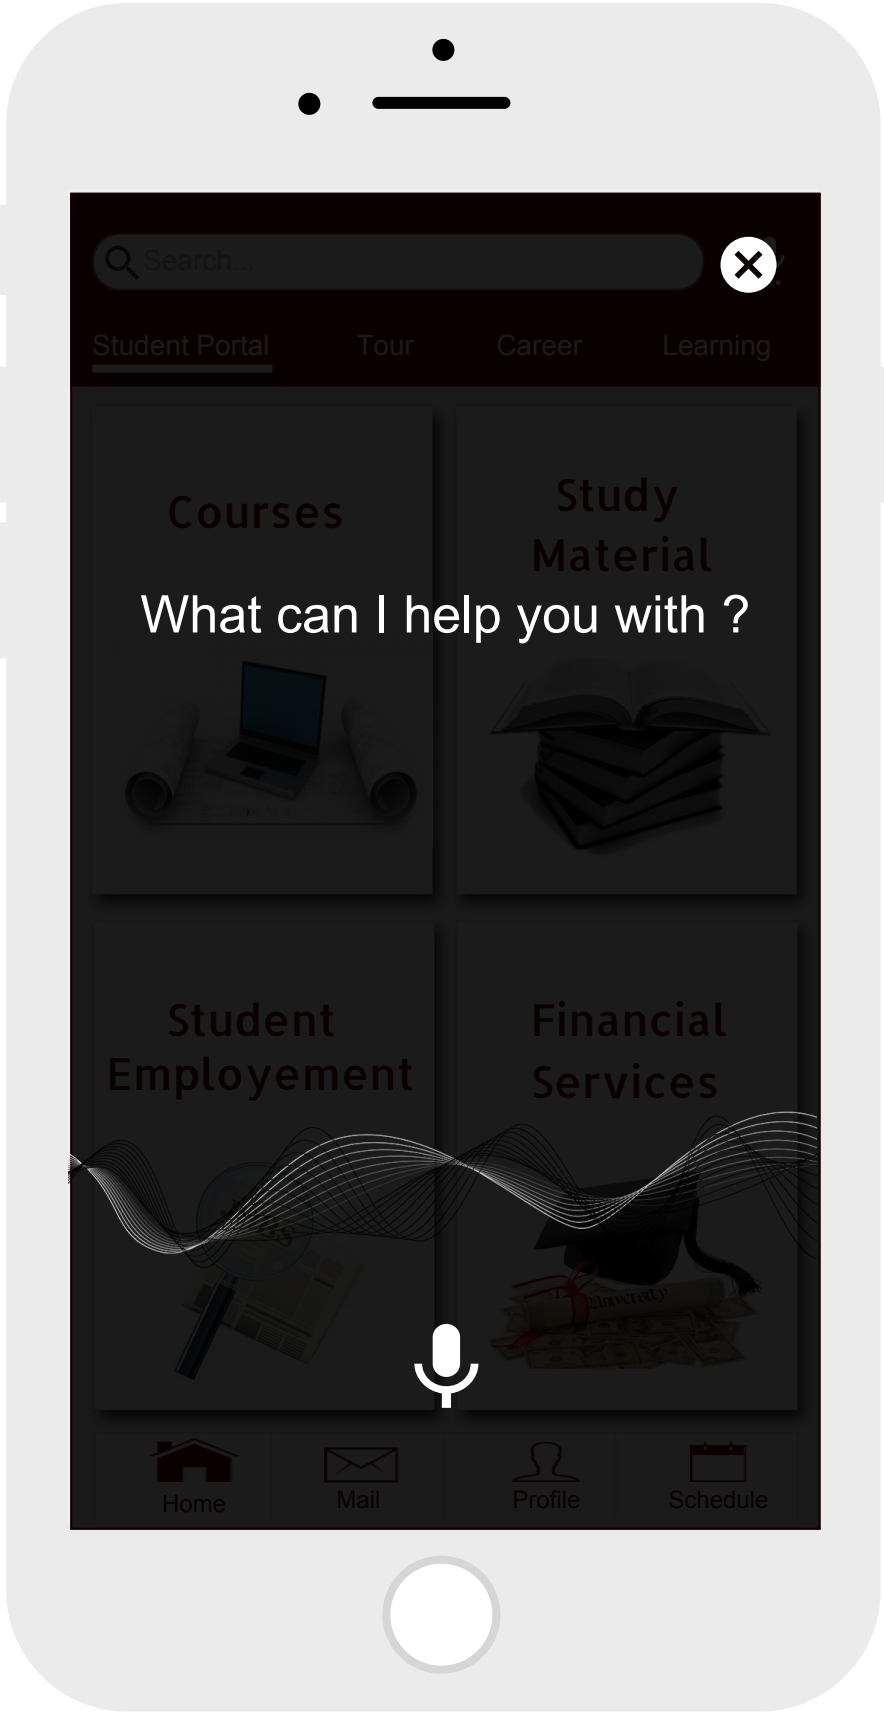 Search...
Student Portal Tour Career Learning
Courses
Study
Material
What can I help you with ?
Student
Employement
Financial
Services
University
Home Mail Profile Schedule